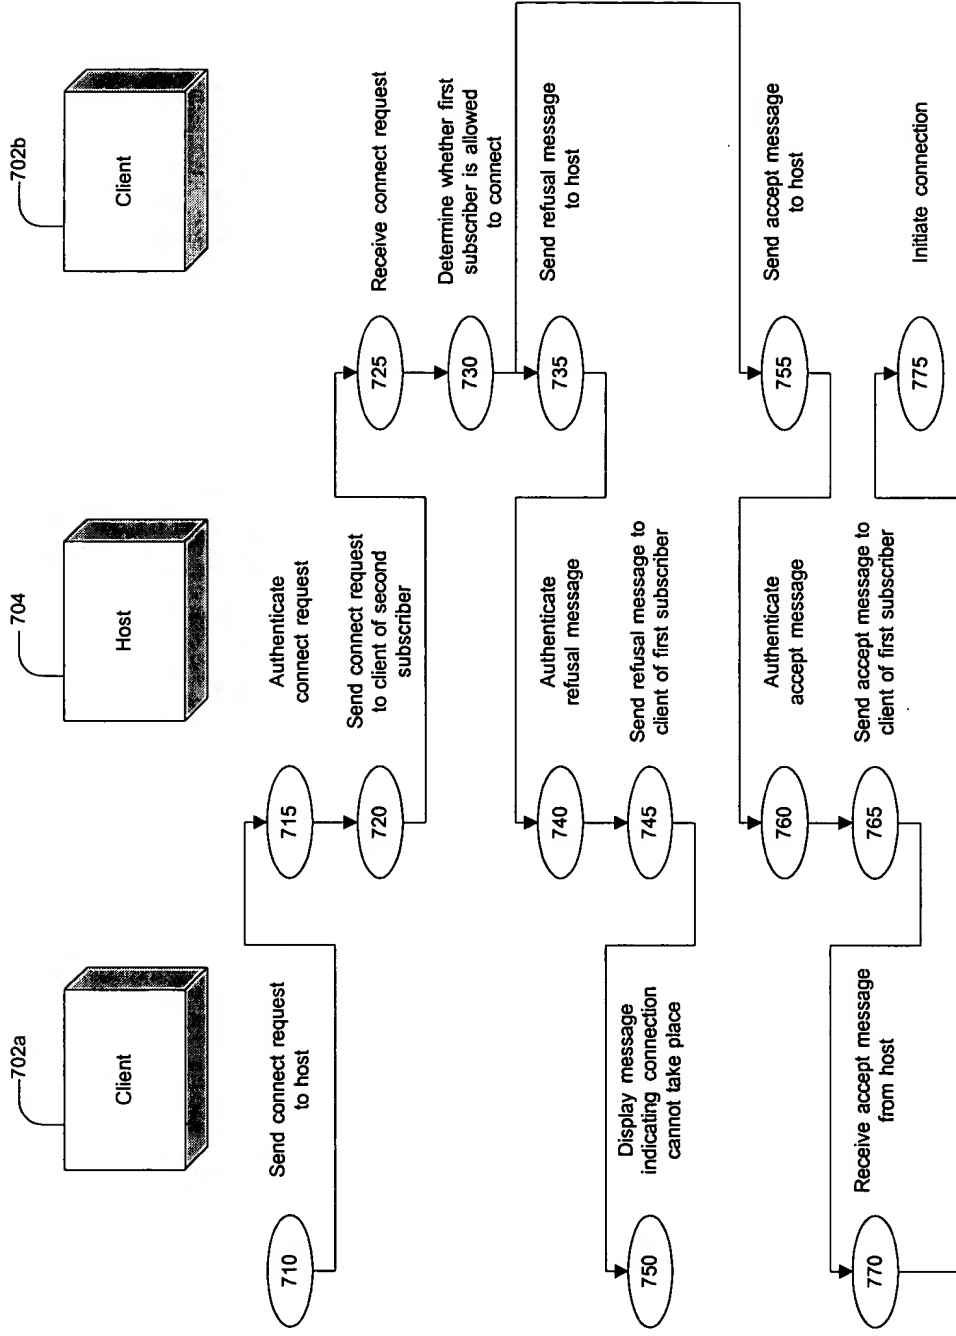 702a
Client
704
Host
702b
Client
710
Send connect request
to host
715
Authenticate
connect request
720
Send connect request
to client of second
subscriber
725
Receive connect request
730
Determine whether first
subscriber is allowed
to connect
735
Send refusal message
to host
740
Authenticate
refusal message
745
Send refusal message to
client of first subscriber
750
Display message
indicating connection
cannot take place
755
Send accept message
to host
760
Authenticate
accept message
765
Send accept message to
client of first subscriber
770
Receive accept message
from host
775
Initiate connection